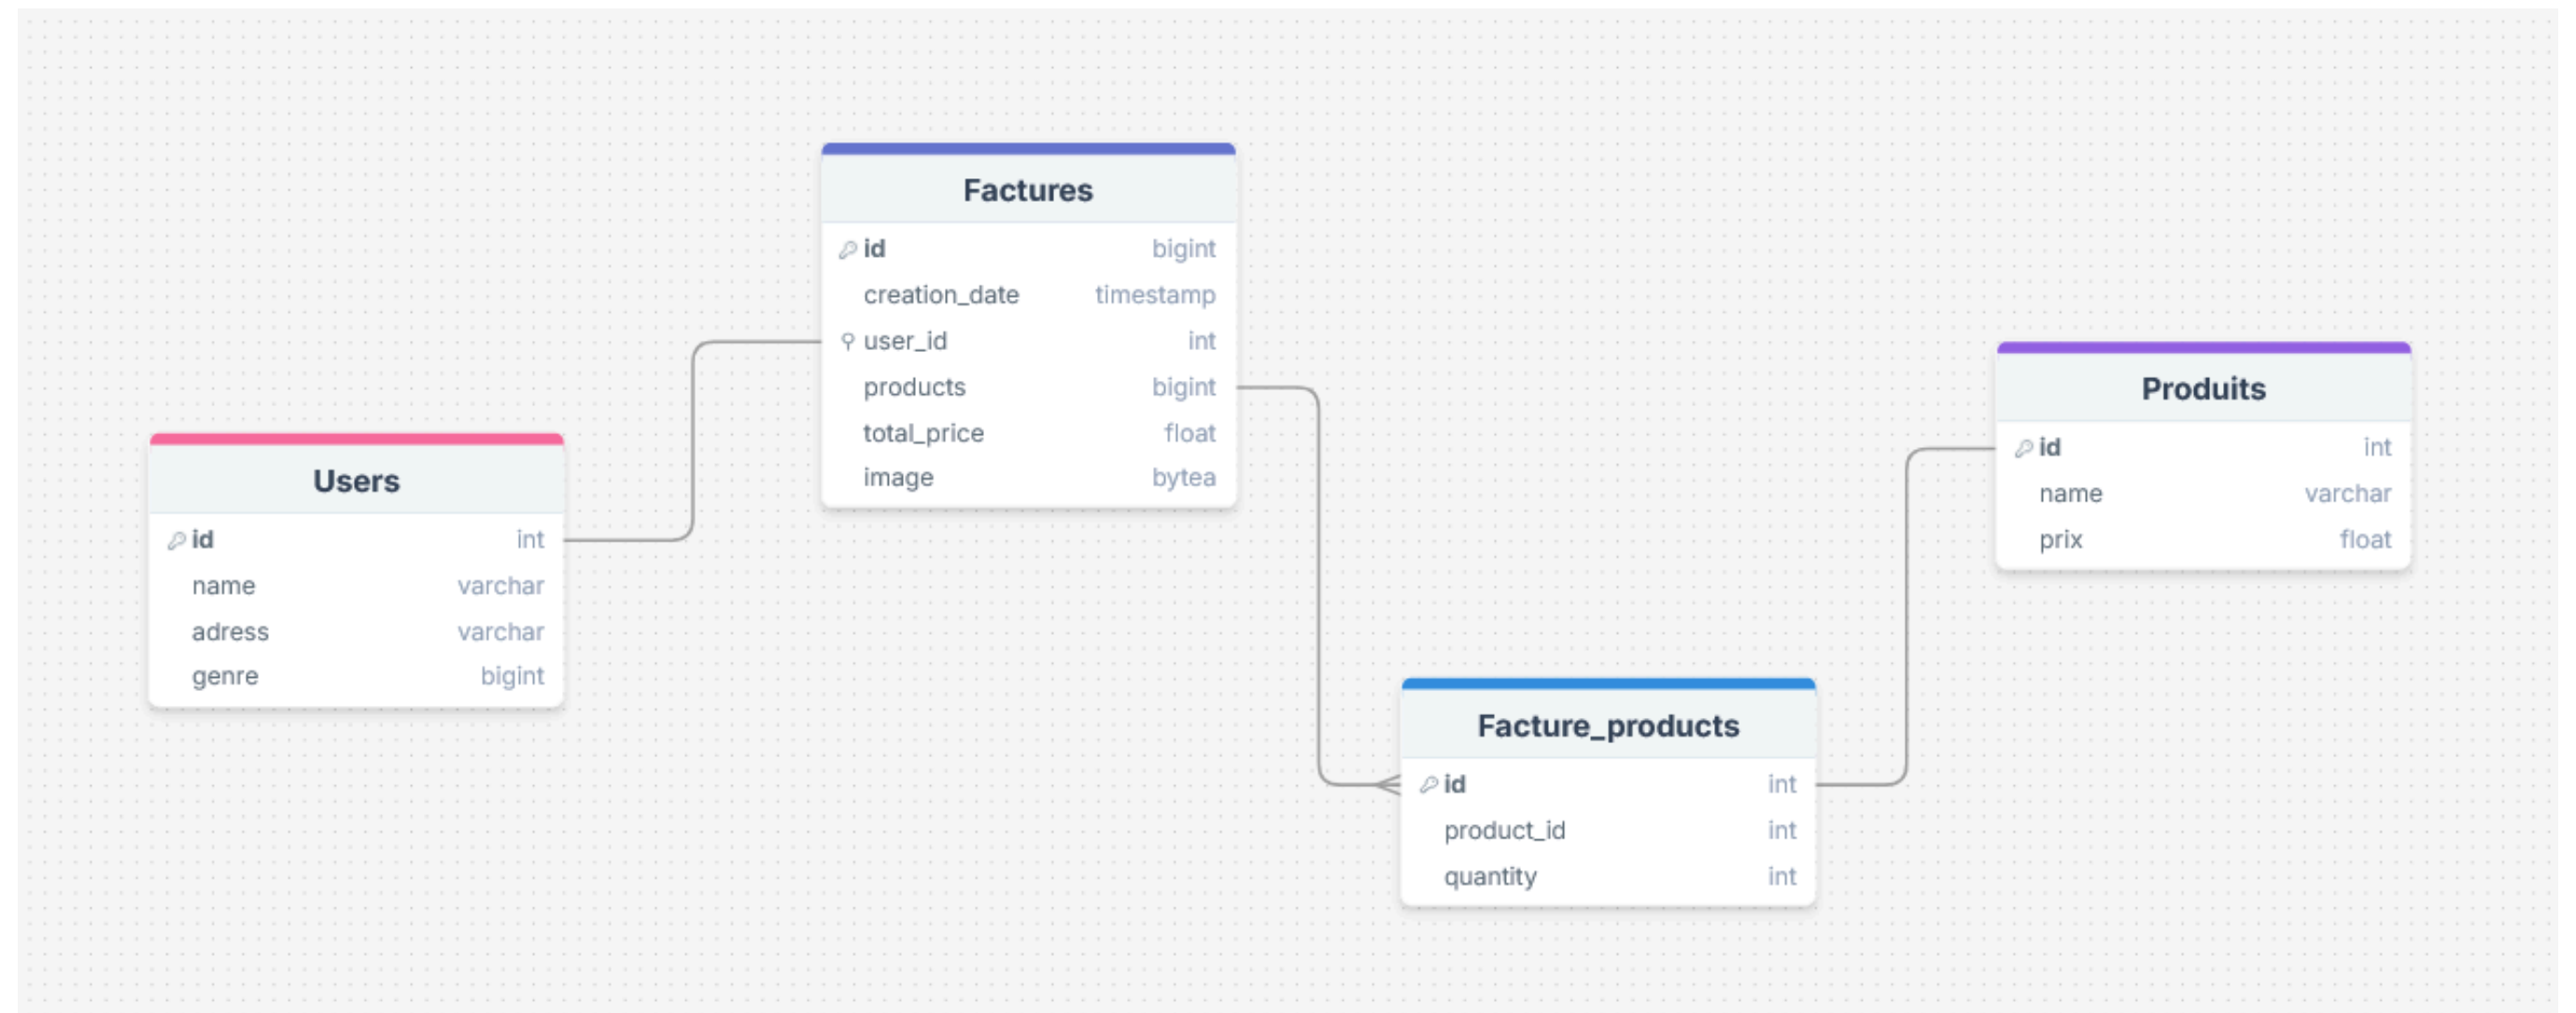 Users
id int
name varchar
adress varchar
genre bigint
Factures
id bigint
creation_date timestamp
user_id int
products bigint
total_price float
image bytea
Facture_products
id int
product_id int
quantity int
Produits
id int
name varchar
prix float